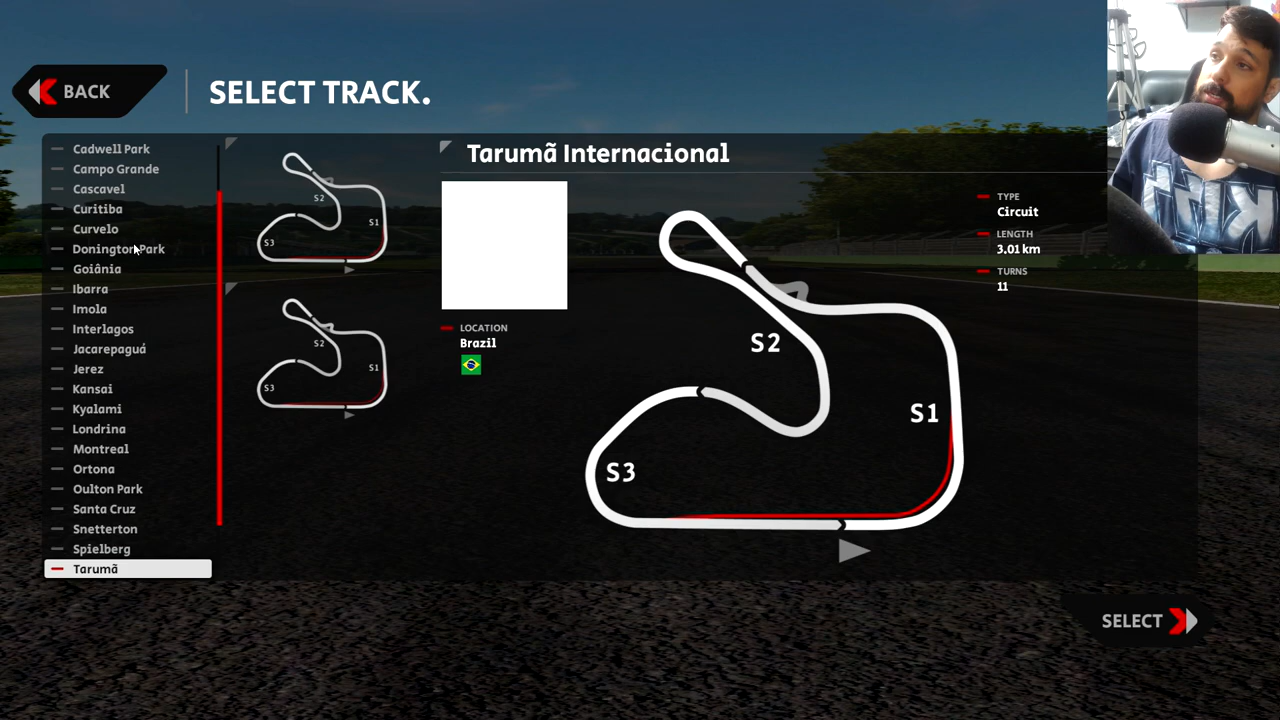 BACK
SELECT TRACK.
Cadwell Park
Campo Grande
Cascavel
Curitiba
Curvelo
Donington Park
Goiânia
Ibarra
Imola
Interlagos
Jacarepaguá
Jerez
Kansai
Kyalami
Londrina
Montreal
Ortona
Oulton Park
Santa Cruz
Snetterton
Spielberg
Tarumã
S2
S1
S3
S2
S1
S3
Tarumã Internacional
LOCATION
Brazil
S2
S1
S3
TYPE
Circuit
LENGTH
3.01 km
TURNS
11
SELECT